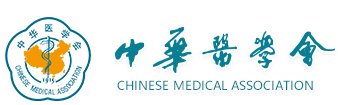 中华医学会
1915
CHINESE MEDICAL ASSOCIATION
中華醫學會
CHINESE MEDICAL ASSOCIATION